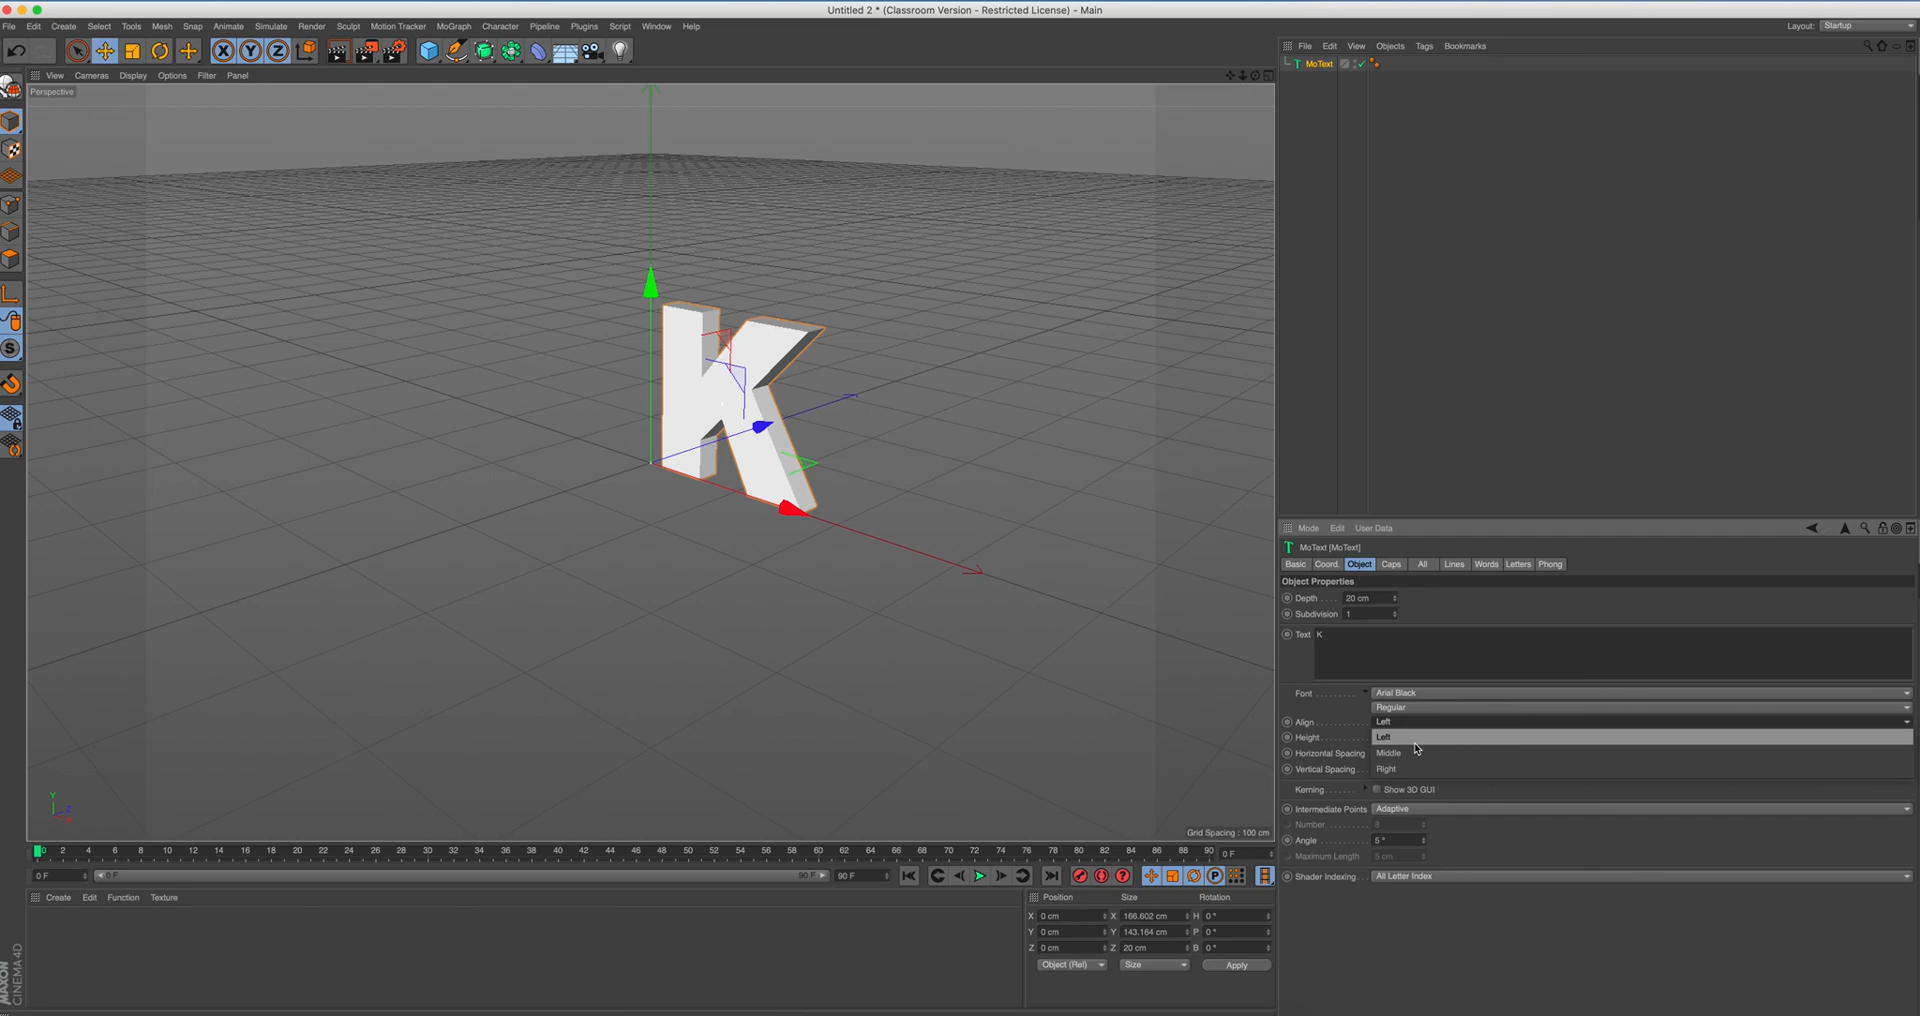 Untitled 2 * (Classroom Version - Restricted License) - Main
File Edit Create Select Tools Mesh Snap Animate Simulate Render Sculpt Motion Tracker MoGraph Character Pipeline Plugins Script Window Help
Layout: Startup
X Y Z
View Cameras Display Options Filter Panel
Perspective
Grid Spacing : 100 cm
K
Y
Z
X
S
File Edit View Objects Tags Bookmarks
MoText
Mode Edit User Data
MoText [MoText]
Basic Coord. Object Caps All Lines Words Letters Phong
Object Properties
Depth . . . . 20 cm
Subdivision 1
Text K
Font . . . . . . . . . Arial Black
Regular
Align . . . . . . . . . . . Left
Height . . . . . . . . . . Left
Horizontal Spacing Middle
Vertical Spacing . . . Right
Kerning . . . . . . . Show 3D GUI
Intermediate Points Adaptive
Number . . . . . . . . . 8
Angle . . . . . . . . . . 5 °
Maximum Length . . 5 cm
Shader Indexing . . . All Letter Index
0 2 4 6 8 10 12 14 16 18 20 22 24 26 28 30 32 34 36 38 40 42 44 46 48 50 52 54 56 58 60 62 64 66 68 70 72 74 76 78 80 82 84 86 88 90 0 F
0 F 0 F 90 F 90 F
P
Create Edit Function Texture
Position Size Rotation
X 0 cm X 166.602 cm H 0 °
Y 0 cm Y 143.164 cm P 0 °
Z 0 cm Z 20 cm B 0 °
Object (Rel) Size Apply
MAXON
CINEMA 4D